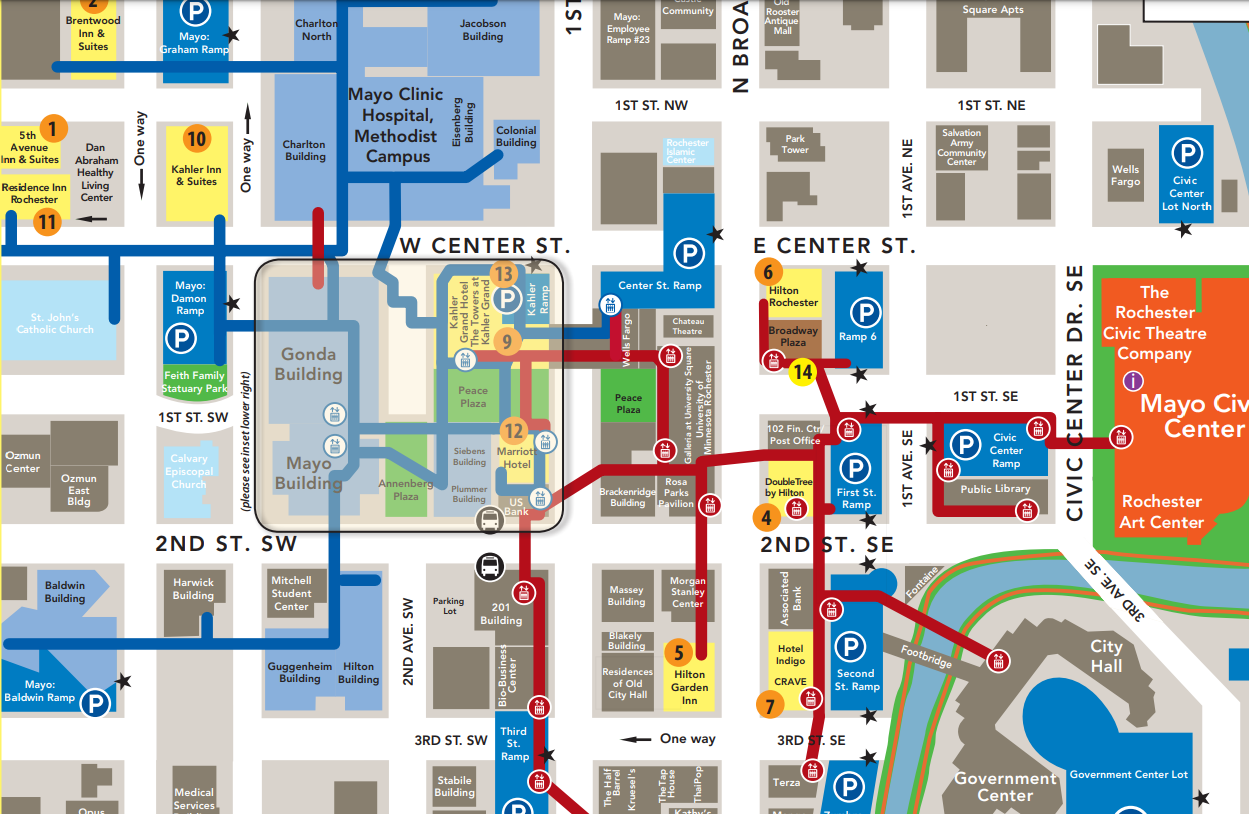 2
Brentwood
Inn &
Suites
P
Mayo:
Graham Ramp
Charlton
North
Jacobson
Building
1ST
Mayo:
Employee
Ramp #23
Community
N BROA
Old
Rooster
Antique
Mall
Square Apts
Mayo Clinic
Hospital,
Methodist
Campus
Eisenberg
Building
Colonial
Building
Charlton
Building
1ST ST. NW
1ST ST. NE
1
5th
Avenue
Inn & Suites
Dan
Abraham
Healthy
Living
Center
One way
10
Kahler Inn
& Suites
One way
Residence Inn
Rochester
11
Rochester
Islamic
Center
Park
Tower
1ST AVE. NE
Salvation
Army
Community
Center
Wells
Fargo
P
Civic
Center
Lot North
W CENTER ST.
E CENTER ST.
P
Center St. Ramp
St. John's
Catholic Church
Mayo:
Damon
Ramp
P
Feith Family
Statuary Park
1ST ST. SW
(please see inset lower right)
Gonda
Building
Mayo
Building
13
P
Kahler
Grand Hotel
The Towers at
Kahler Grand
Kahler
Ramp
9
Peace
Plaza
12
Marriott
Hotel
Siebens
Building
Annenberg
Plaza
Plummer
Building
US
Bank
Wells Fargo
Chateau
Theatre
Peace
Plaza
Galleria at University Square
University of
Minnesota Rochester
Brackenridge
Building
Rosa
Parks
Pavilion
6
Hilton
Rochester
Broadway
Plaza
P
Ramp 6
14
1ST ST. SE
102 Fin. Ctr/
Post Office
DoubleTree
by Hilton
4
P
First St.
Ramp
1ST AVE. SE
P
Civic
Center
Ramp
Public Library
CIVIC CENTER DR. SE
The
Rochester
Civic Theatre
Company
i
Mayo Civ
Center
Rochester
Art Center
Ozmun
Center
Ozmun
East
Bldg
Calvary
Episcopal
Church
2ND ST. SW
2ND ST. SE
3RD AVE. SE
Baldwin
Building
Mayo:
Baldwin Ramp
P
Harwick
Building
Mitchell
Student
Center
Guggenheim
Building
Hilton
Building
2ND AVE. SW
Parking
Lot
201
Building
Bio-Business
Center
Massey
Building
Blakely
Building
Residences
of Old
City Hall
Morgan
Stanley
Center
5
Hilton
Garden
Inn
Associated
Bank
Hotel
Indigo
CRAVE
7
P
Second
St. Ramp
Fontaine
Footbridge
City
Hall
Government
Center
Government Center Lot
3RD ST. SW
One way
3RD ST. SE
Third
St.
Ramp
P
Stabile
Building
Medical
Services
The Half
Barrel
Kruesel's
The Tap
House
ThaiPop
Kathy's
Terza
P